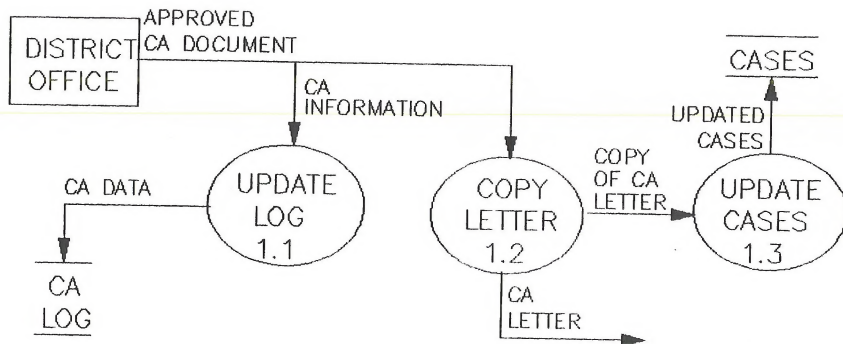 APPROVED
CA DOCUMENT
DISTRICT
OFFICE
CASES
CA
INFORMATION
UPDATED
CASES
CA DATA
UPDATE
LOG
1.1
COPY
LETTER
1.2
COPY
OF CA
LETTER
UPDATE
CASES
1.3
CA
LOG
CA
LETTER